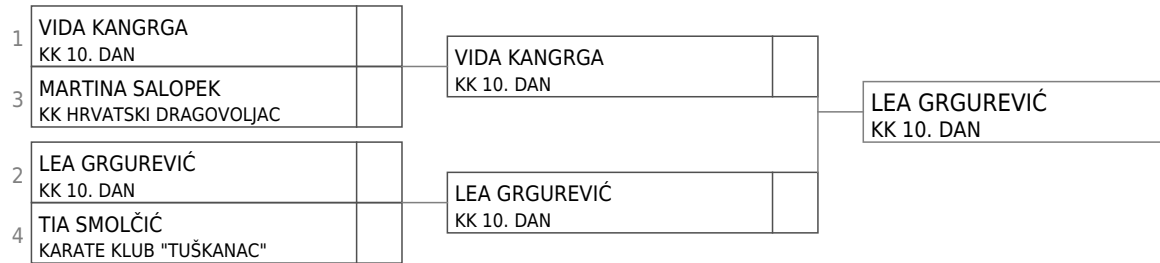 1
VIDA KANGRGA
KK 10. DAN
3
MARTINA SALOPEK
KK HRVATSKI DRAGOVOLJAC
2
LEA GRGUREVIĆ
KK 10. DAN
4
TIA SMOLČIĆ
KARATE KLUB "TUŠKANAC"
VIDA KANGRGA
KK 10. DAN
LEA GRGUREVIĆ
KK 10. DAN
LEA GRGUREVIĆ
KK 10. DAN